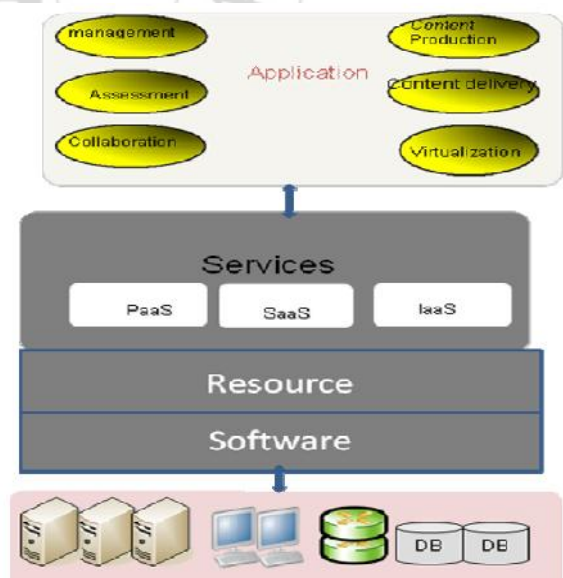 management
Content
Production
Application
Assessment
Content delivery
Collaboration
Virtualization
Services
PaaS
SaaS
IaaS
Resource
Software
DB
DB